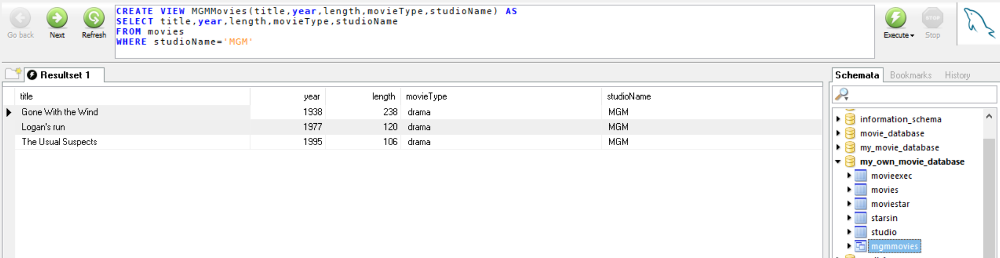 CREATE VIEW MGMMovies(title,year,length,movieType,studioName) AS
SELECT title,year,length,movieType,studioName
FROM movies
WHERE studioName='MGM'
Go back Next Refresh
Execute STOP Stop
Resultset 1
title year length movieType studioName
Gone With the Wind 1938 238 drama MGM
Logan's run 1977 120 drama MGM
The Usual Suspects 1995 106 drama MGM
Schemata Bookmarks History
information_schema
movie_database
my_movie_database
my_own_movie_database
movieexec
movies
moviestar
starsin
studio
mgmmovies